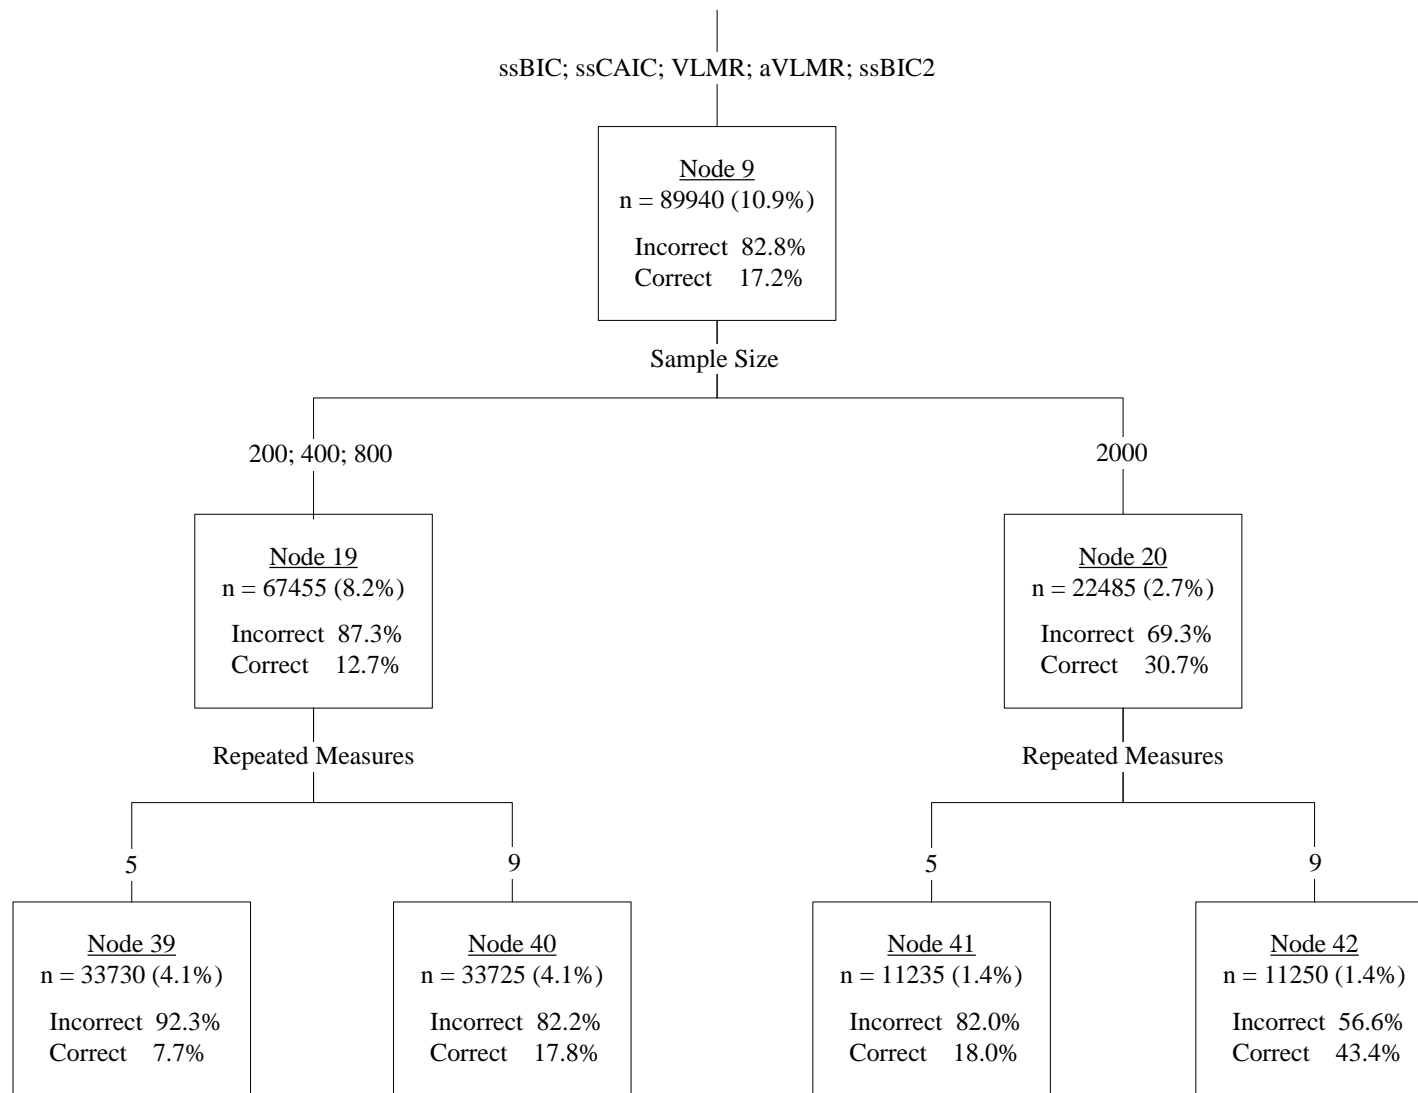 ssBIC; ssCAIC; VLMR; aVLMR; ssBIC2
Node 9
n = 89940 (10.9%)
Incorrect 82.8%
Correct 17.2%
Sample Size
200; 400; 800
2000
Node 19
n = 67455 (8.2%)
Incorrect 87.3%
Correct 12.7%
Node 20
n = 22485 (2.7%)
Incorrect 69.3%
Correct 30.7%
Repeated Measures
Repeated Measures
5
9
5
9
Node 39
n = 33730 (4.1%)
Incorrect 92.3%
Correct 7.7%
Node 40
n = 33725 (4.1%)
Incorrect 82.2%
Correct 17.8%
Node 41
n = 11235 (1.4%)
Incorrect 82.0%
Correct 18.0%
Node 42
n = 11250 (1.4%)
Incorrect 56.6%
Correct 43.4%